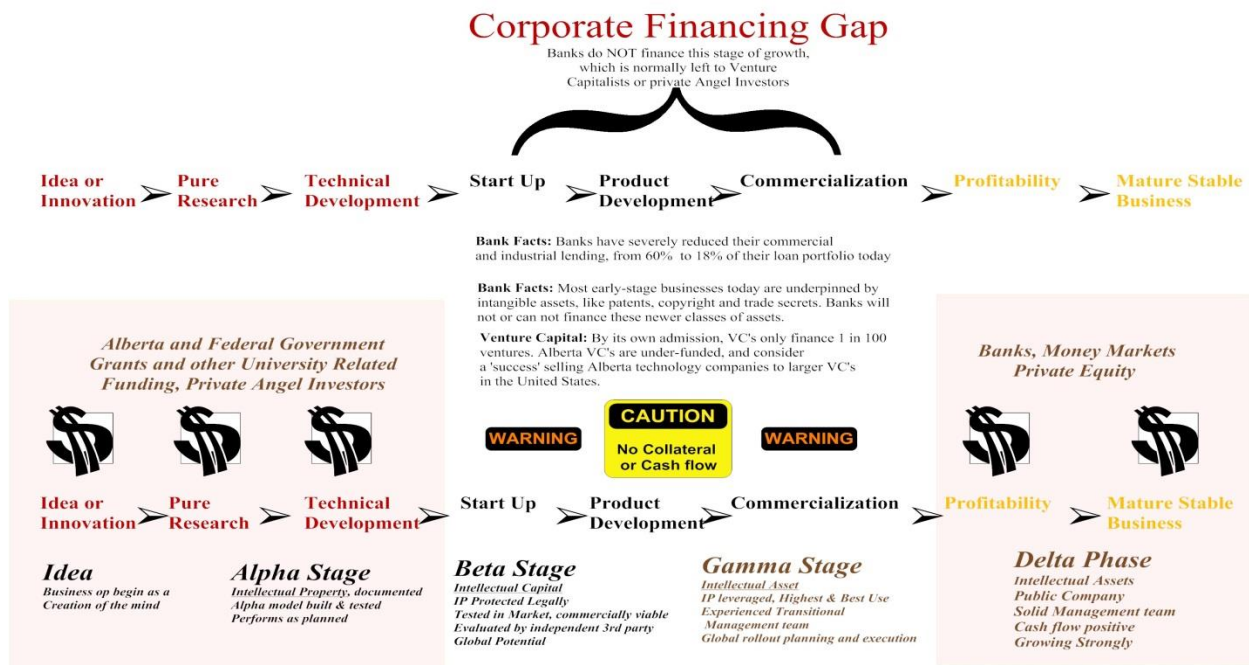 Corporate Financing Gap
Banks do NOT finance this stage of growth,
which is normally left to Venture
Capitalists or private Angel Investors
Idea or
Innovation
Pure
Research
Technical
Development
Start Up
Product
Development
Commercialization
Profitability
Mature Stable
Business
Bank Facts: Banks have severely reduced their commercial
and industrial lending, from 60% to 18% of their loan portfolio today
Bank Facts: Most early-stage businesses today are underpinned by
intangible assets, like patents, copyright and trade secrets. Banks will
not or can not finance these newer classes of assets.
Venture Capital: By its own admission, VC's only finance 1 in 100
ventures. Alberta VC's are under-funded, and consider
a 'success' selling Alberta technology companies to larger VC's
in the United States.
Alberta and Federal Government
Grants and other University Related
Funding, Private Angel Investors
Banks, Money Markets
Private Equity
WARNING
CAUTION
No Collateral
or Cash flow
WARNING
Idea or
Innovation
Pure
Research
Technical
Development
Start Up
Product
Development
Commercialization
Profitability
Mature Stable
Business
Idea
Business op begin as a
Creation of the mind
Alpha Stage
Intellectual Property, documented
Alpha model built & tested
Performs as planned
Beta Stage
Intellectual Capital
IP Protected Legally
Tested in Market, commercially viable
Evaluated by independent 3rd party
Global Potential
Gamma Stage
Intellectual Asset
IP leveraged, Highest & Best Use
Experienced Transitional
Management team
Global rollout planning and execution
Delta Phase
Intellectual Assets
Public Company
Solid Management team
Cash flow positive
Growing Strongly